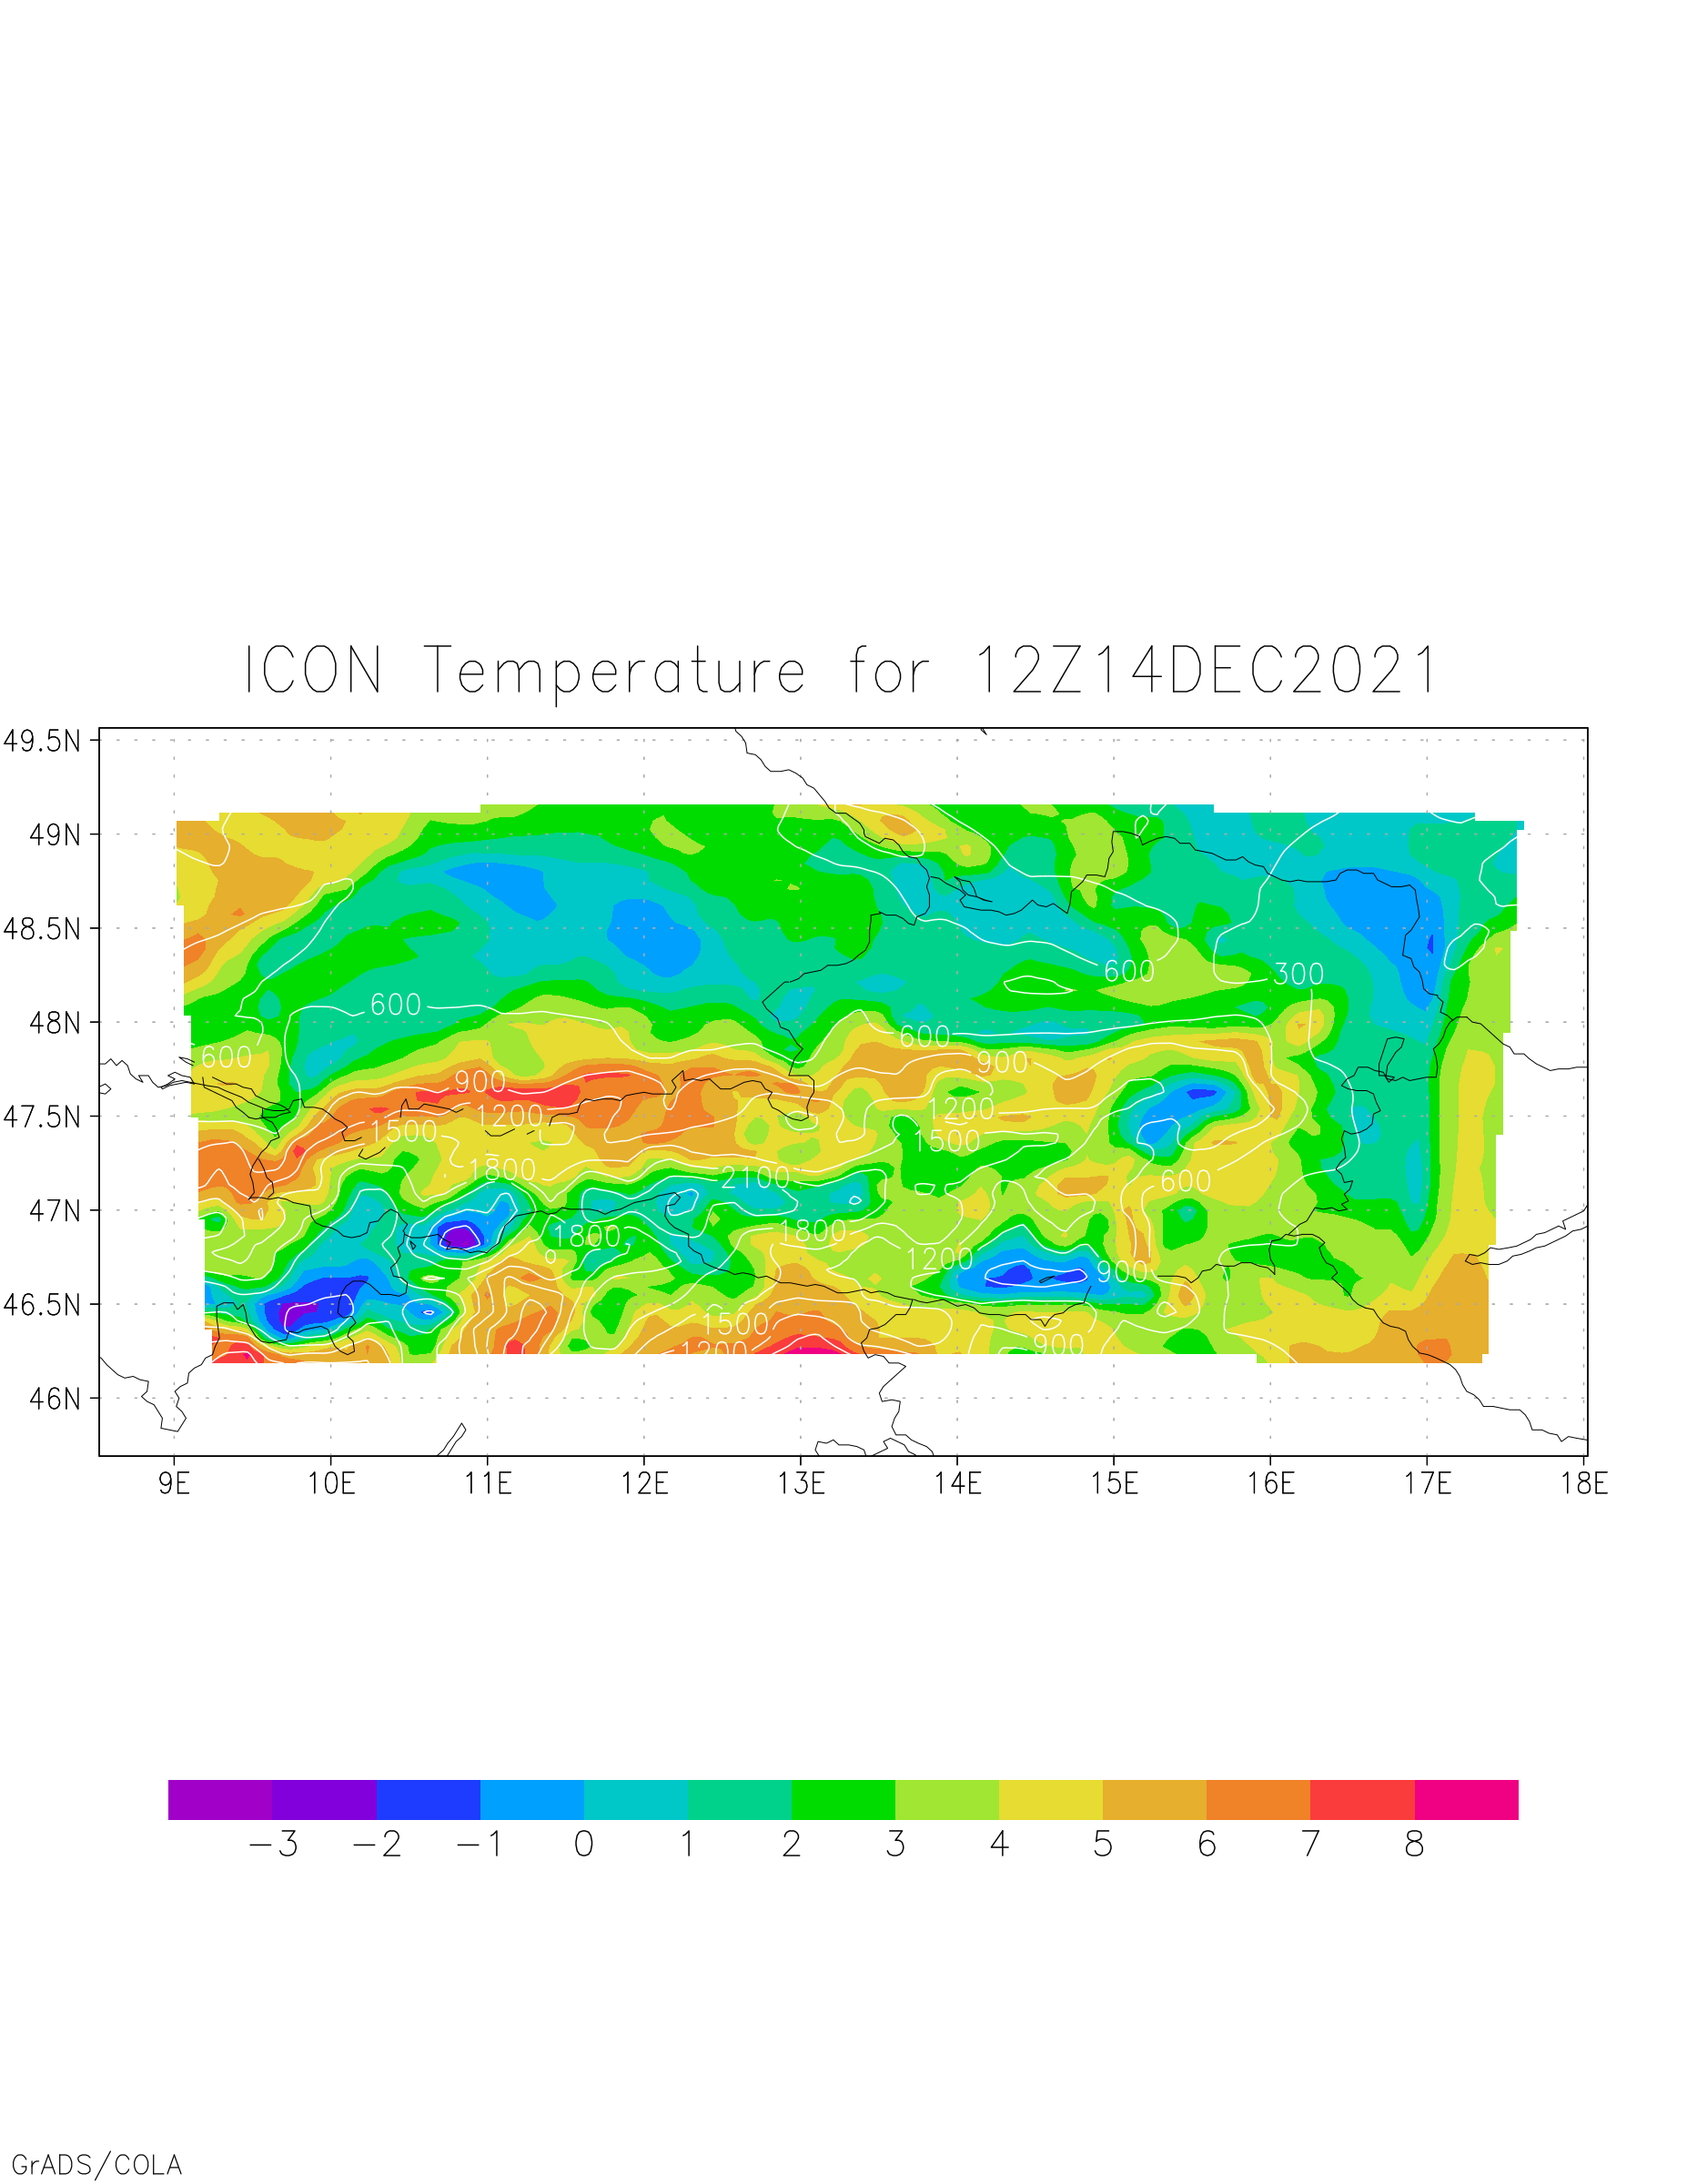 ICON Temperature for 12Z14DEC2021
49.5N
49N
48.5N
48N
47.5N
47N
46.5N
46N
600 300
600
600 600
600 900
900
1200 1200
1500 1500
1800 2100 600
1800 1800
1200 900
1500
1200 900
9E 10E 11E 12E 13E 14E 15E 16E 17E 18E
−3 −2 −1 0 1 2 3 4 5 6 7 8
GrADS/COLA